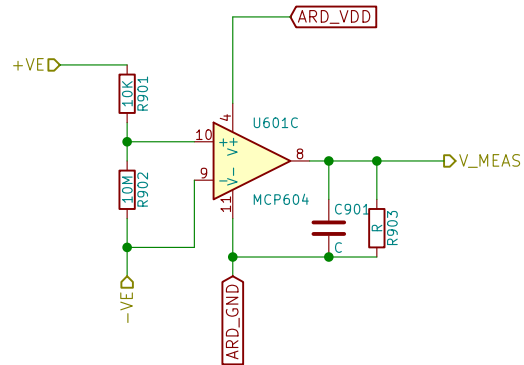 ARD_VDD
+VE
10K
R901
U601C
4
V+
10
+
8
V_MEAS
9
-
V-
11
MCP604
10M
R902
C901
C
R
R903
-VE
ARD_GND